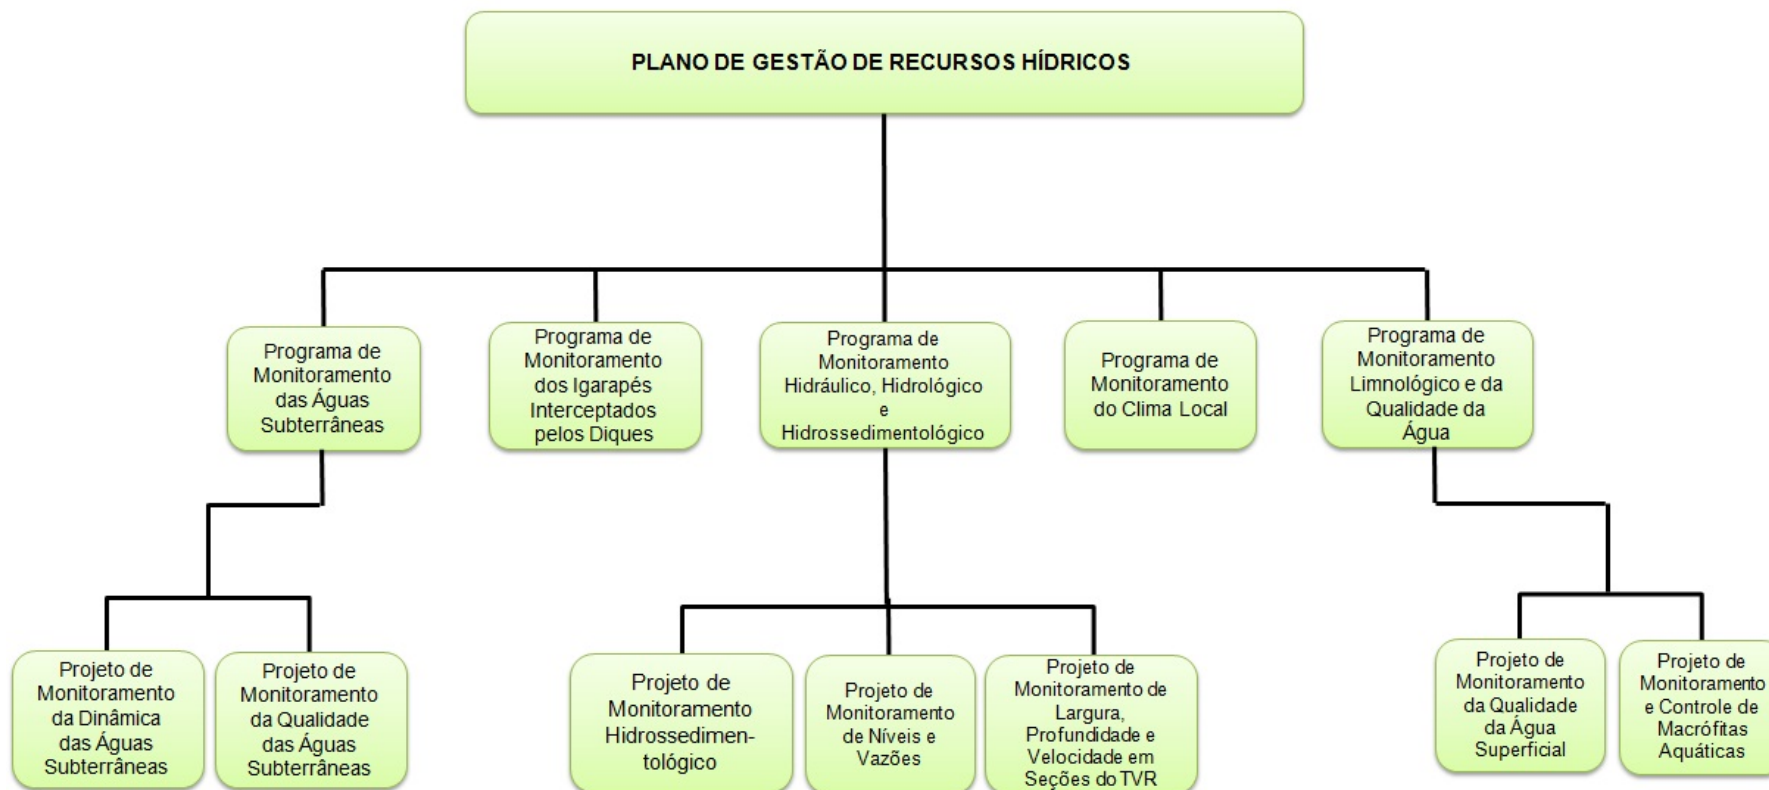 PLANO DE GESTÃO DE RECURSOS HÍDRICOS
Programa de
Monitoramento
das Águas
Subterrâneas
Programa de
Monitoramento
dos Igarapés
Interceptados
pelos Diques
Programa de
Monitoramento
Hidráulico, Hidrológico
e
Hidrossedimentológico
Programa de
Monitoramento
do Clima Local
Programa de
Monitoramento
Limnológico e da
Qualidade da
Água
Projeto de
Monitoramento
da Dinâmica
das Águas
Subterrâneas
Projeto de
Monitoramento
da Qualidade
das Águas
Subterrâneas
Projeto de
Monitoramento
Hidrossedimen-
tológico
Projeto de
Monitoramento
de Níveis e
Vazões
Projeto de
Monitoramento de
Largura,
Profundidade e
Velocidade em
Seções do TVR
Projeto de
Monitoramento
da Qualidade
da Água
Superficial
Projeto de
Monitoramento
e Controle de
Macrófitas
Aquáticas